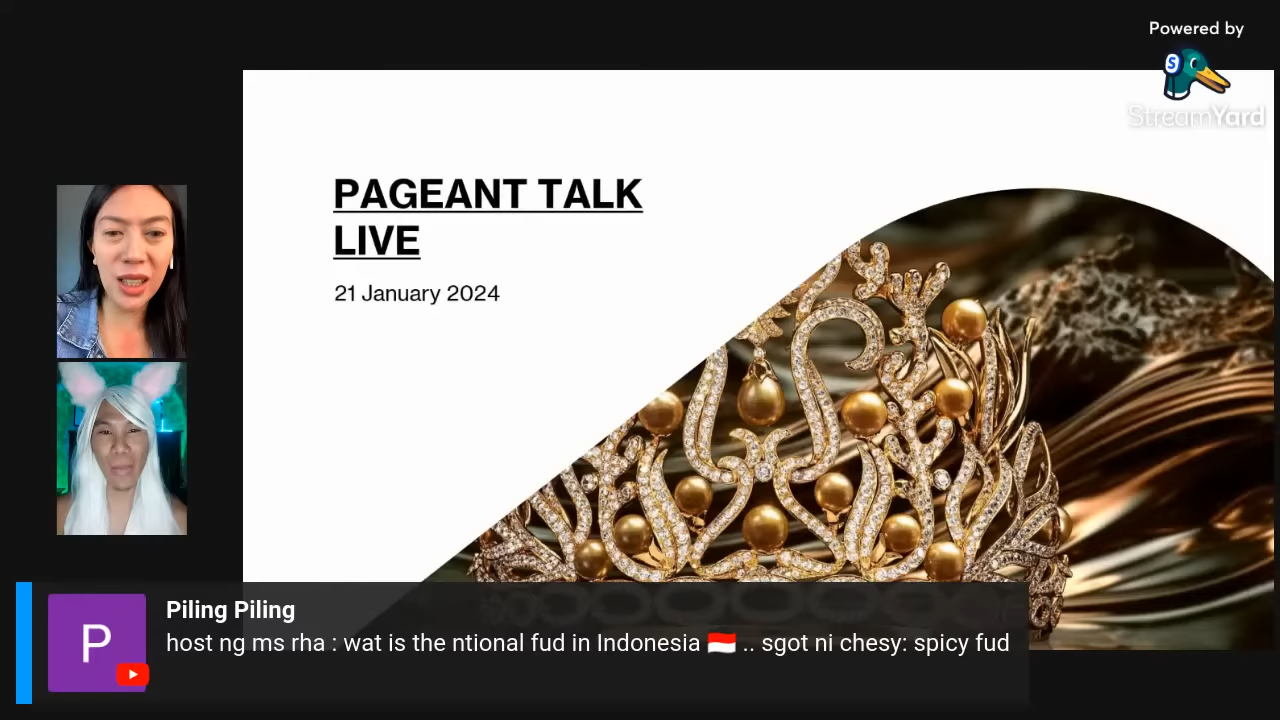 Powered by
StreamYard
PAGEANT TALK
LIVE
21 January 2024
P
Piling Piling
host ng ms rha : wat is the ntional fud in Indonesia 🇮🇩 .. sgot ni chesy: spicy fud